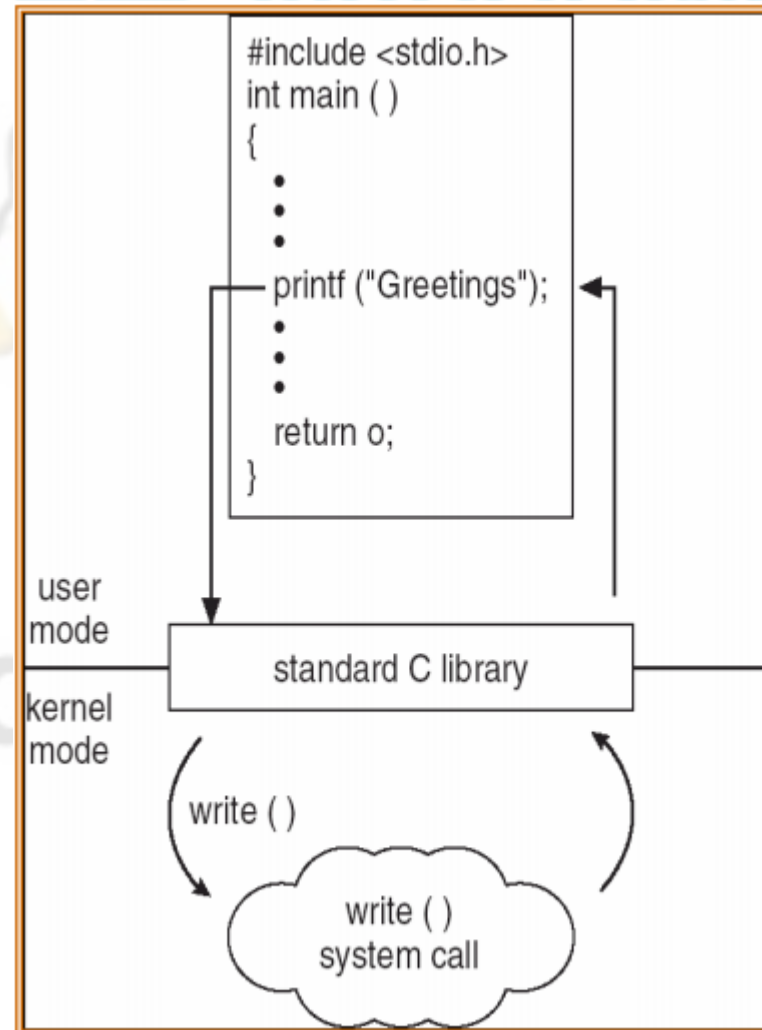 #include <stdio.h>
int main ( )
{
•
•
•
printf ("Greetings");
•
•
•
return o;
}
user
mode
standard C library
kernel
mode
write ( )
write ( )
system call